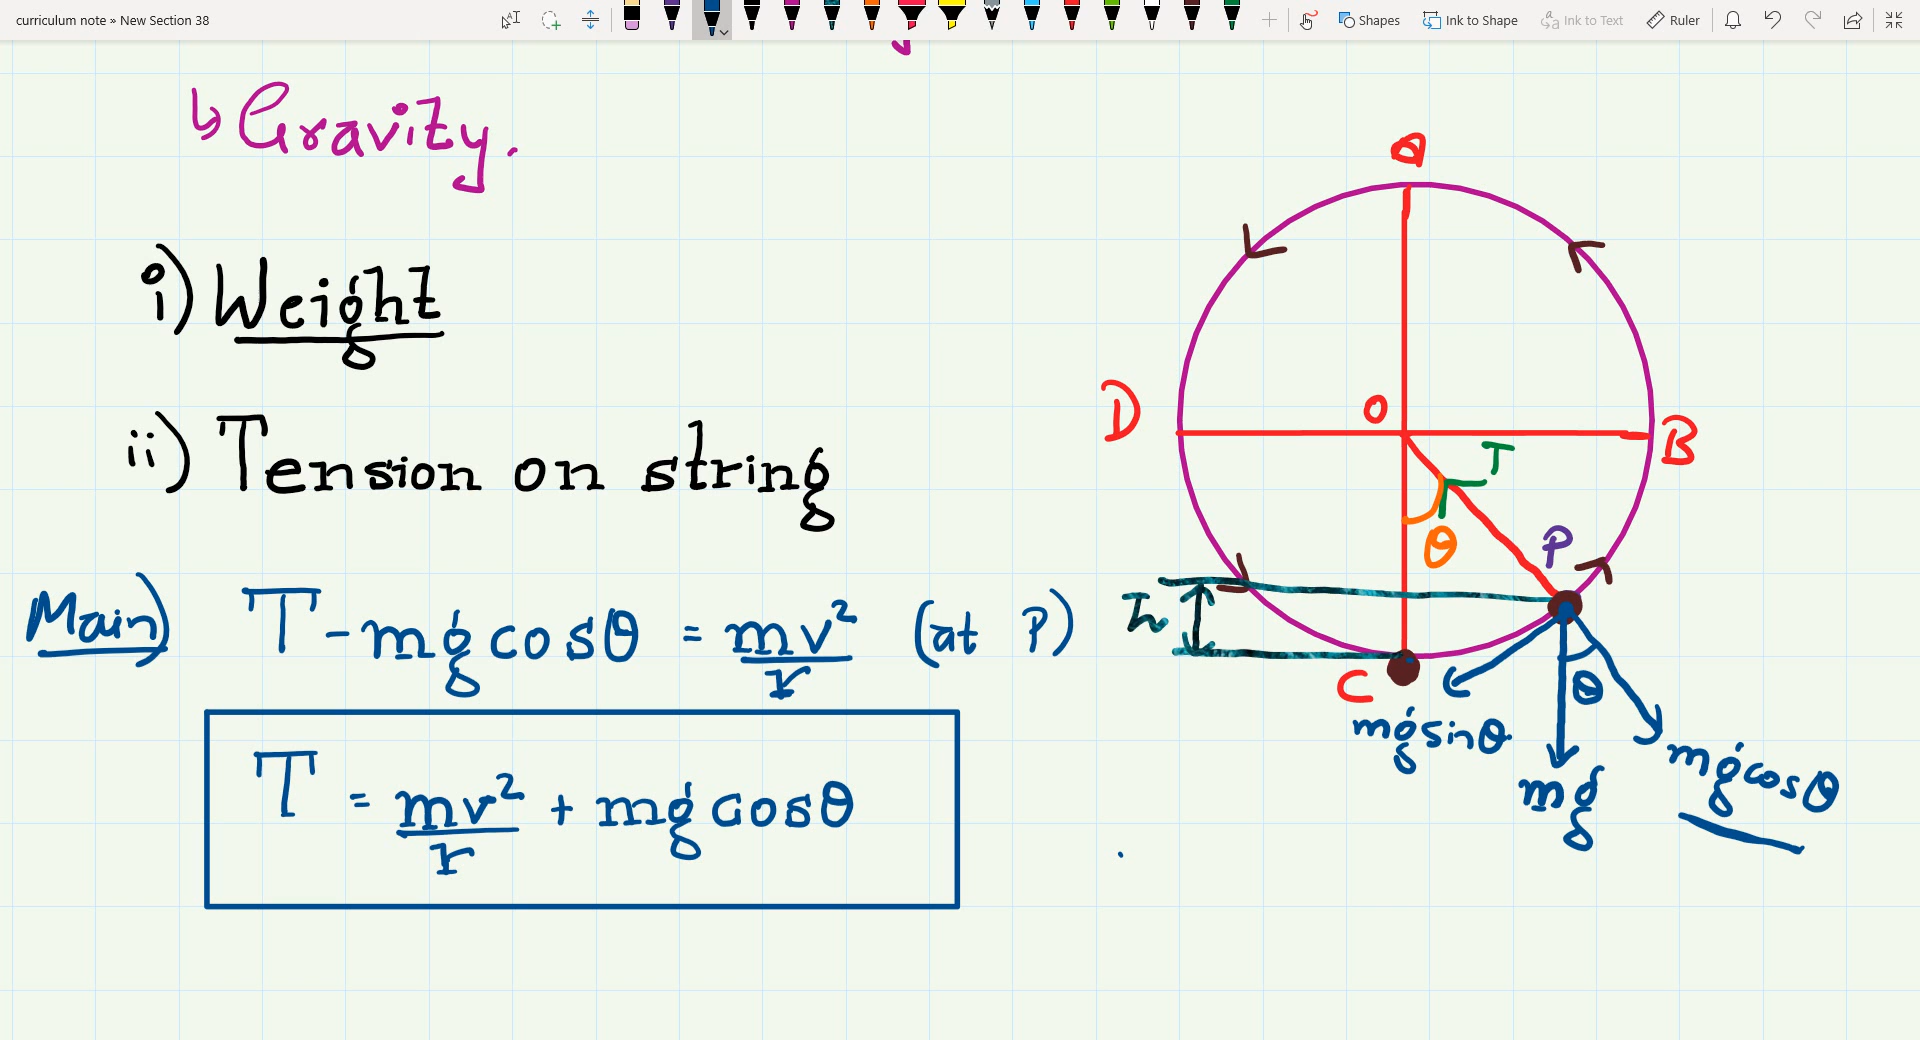 curriculum note » New Section 38
Shapes
Ink to Shape
Ink to Text
Ruler
↳ Gravity.
i) Weight
ii) Tension on string
Main) T - mg cosθ = mv²/r (at P)
T = mv²/r + mg cosθ
D
O
B
T
θ
P
h
C
θ
mg sinθ
mg
mg cosθ